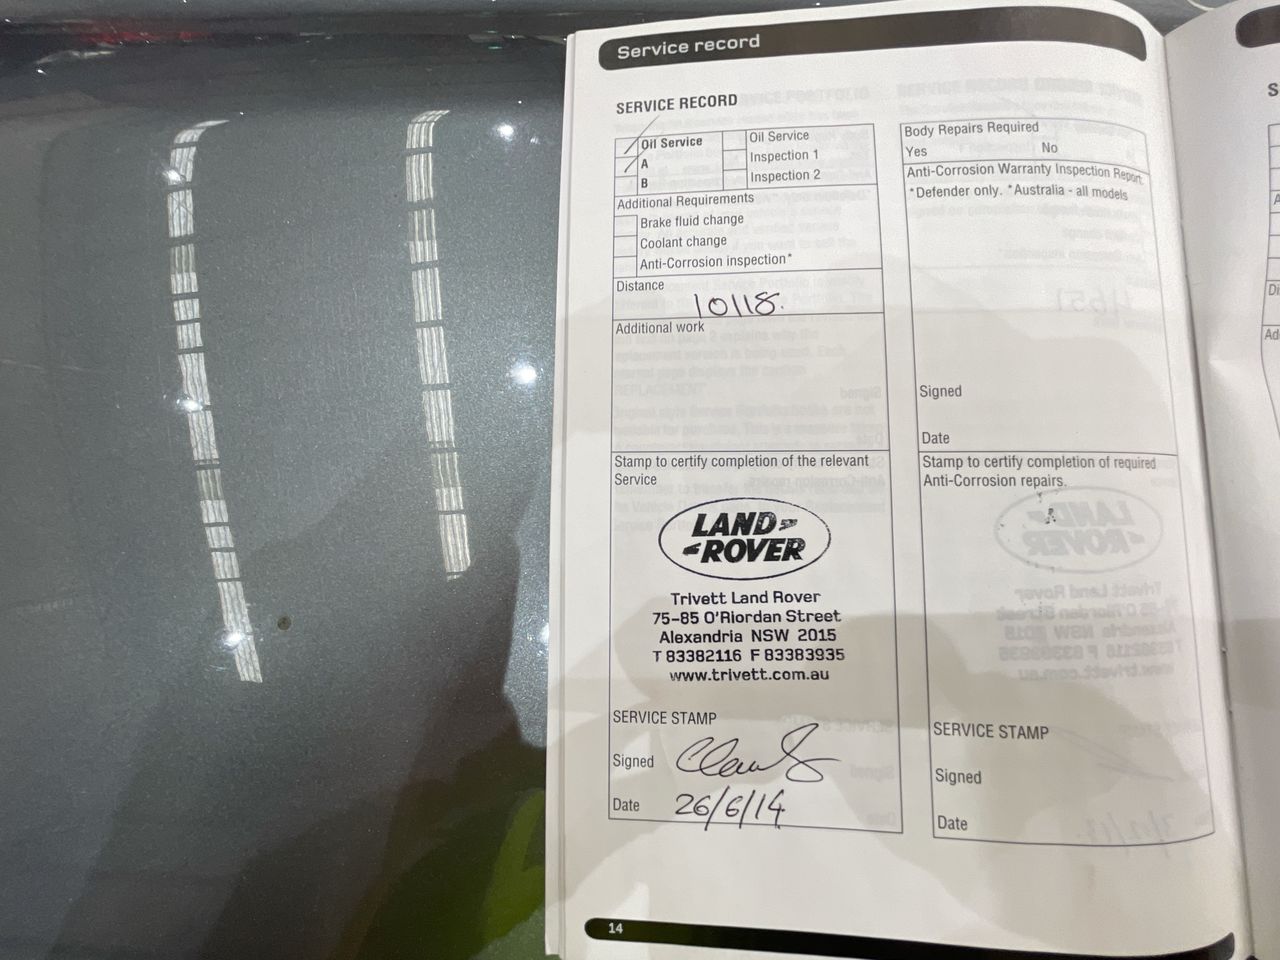 Service record
SERVICE RECORD
Oil Service
A
B
Oil Service
Inspection 1
Inspection 2
Additional Requirements
Brake fluid change
Coolant change
Anti-Corrosion inspection*
Distance
10118.
Additional work
Stamp to certify completion of the relevant
Service
LAND
ROVER
Trivett Land Rover
75-85 O'Riordan Street
Alexandria NSW 2015
T 83382116 F 83383935
www.trivett.com.au
SERVICE STAMP
Signed
Date 26/6/14
Body Repairs Required
Yes No
Anti-Corrosion Warranty Inspection Report
*Defender only. *Australia - all models
Signed
Date
Stamp to certify completion of required
Anti-Corrosion repairs.
SERVICE STAMP
Signed
Date
14